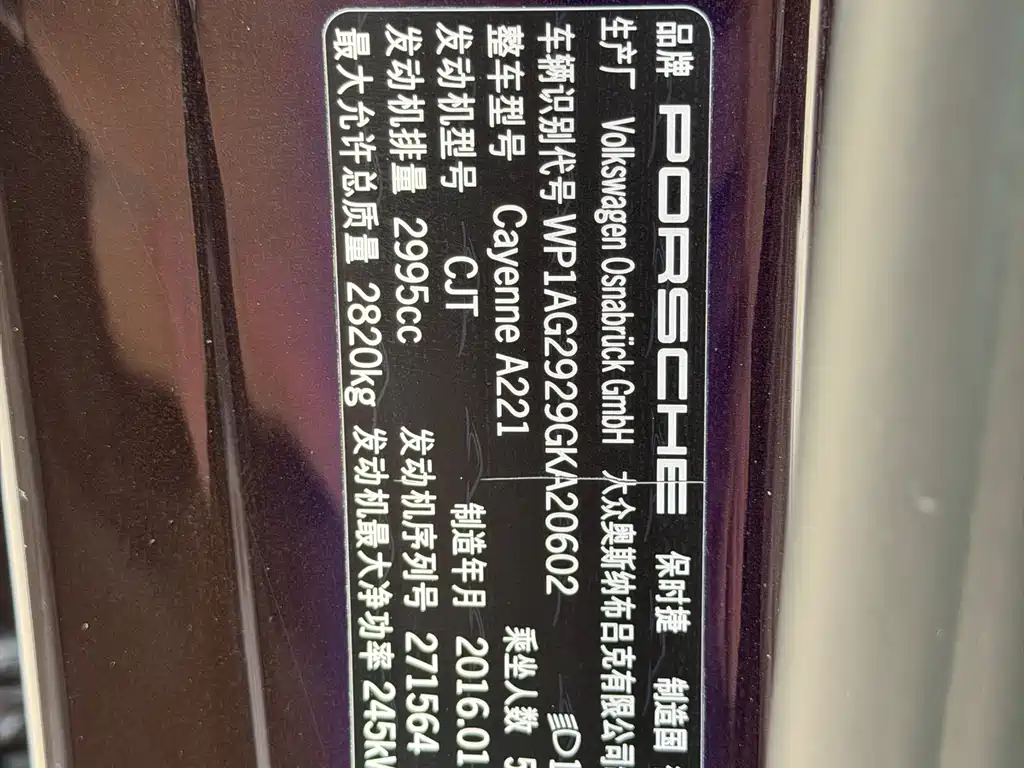 品牌 PORSCHE 保时捷 制造国
生产厂 Volkswagen Osnabrück GmbH 大众奥斯纳布吕克有限公司
车辆识别代号 WP1AG2929GKA20602 1
整车型号 Cayenne A221 乘坐人数 5
发动机型号 CJT 制造年月 2016.01
发动机排量 2995cc 发动机序列号 271564
最大允许总质量 2820kg 发动机最大净功率 245kW